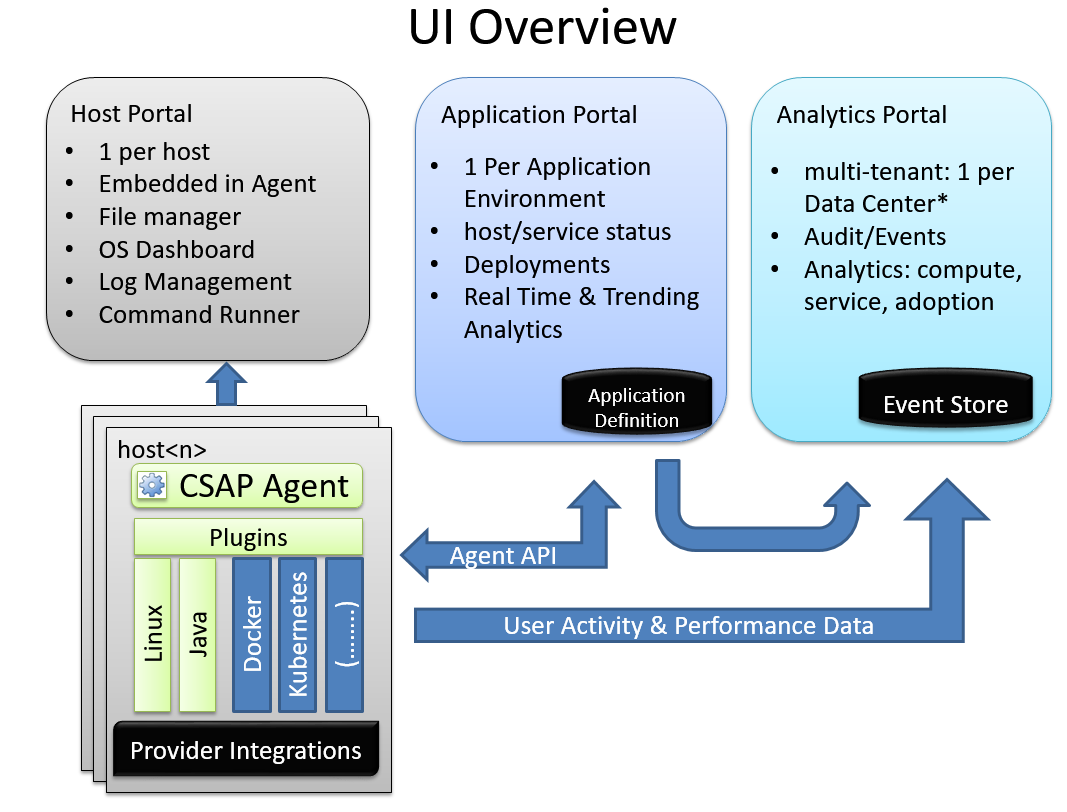 UI Overview
Host Portal
• 1 per host
• Embedded in Agent
• File manager
• OS Dashboard
• Log Management
• Command Runner
Application Portal
• 1 Per Application
Environment
• host/service status
• Deployments
• Real Time & Trending
Analytics
Application
Definition
Analytics Portal
• multi-tenant: 1 per
Data Center*
• Audit/Events
• Analytics: compute,
service, adoption
Event Store
host<n>
CSAP Agent
Plugins
Linux
Java
Docker
Kubernetes
(........)
Provider Integrations
Agent API
User Activity & Performance Data